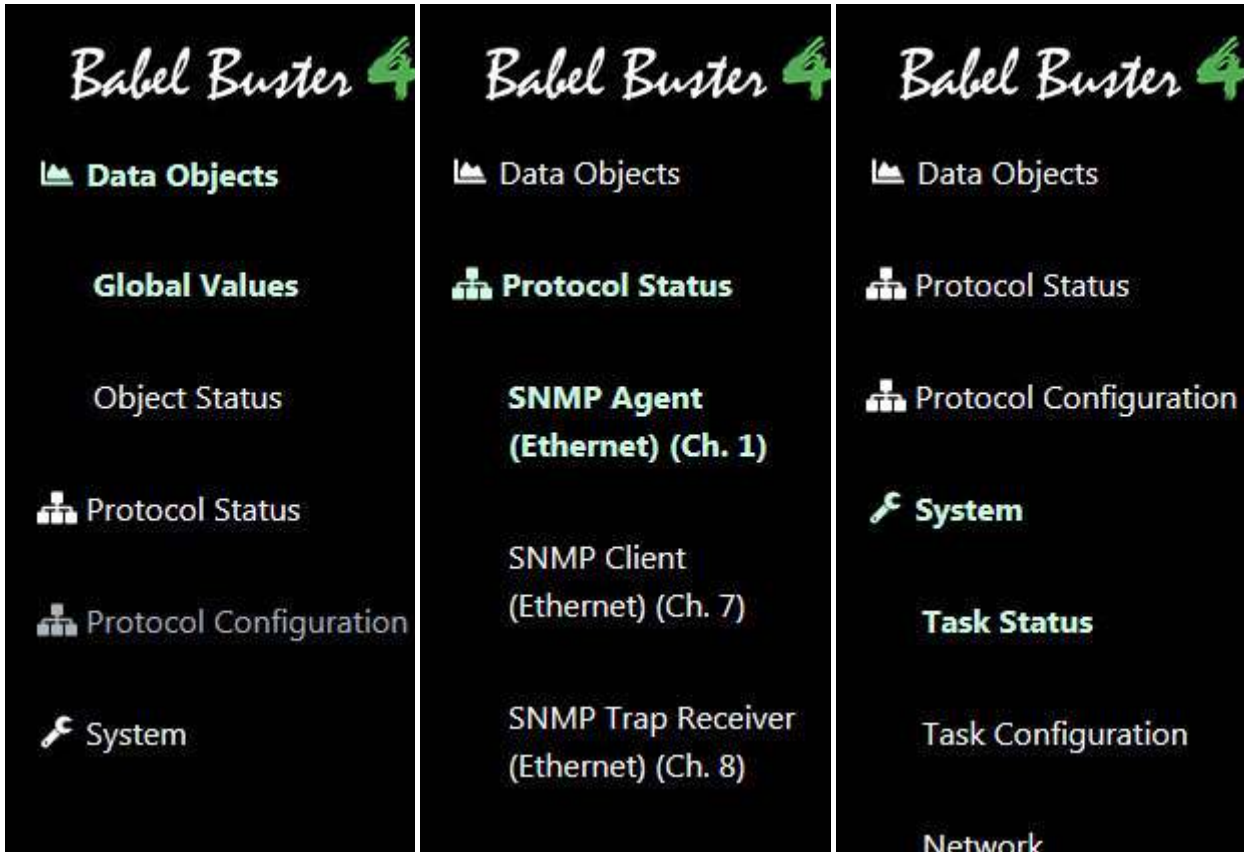 Babel Buster 4
Data Objects
Global Values
Object Status
Protocol Status
Protocol Configuration
System
Babel Buster 4
Data Objects
Protocol Status
SNMP Agent
(Ethernet) (Ch. 1)
SNMP Client
(Ethernet) (Ch. 7)
SNMP Trap Receiver
(Ethernet) (Ch. 8)
Babel Buster 4
Data Objects
Protocol Status
Protocol Configuration
System
Task Status
Task Configuration
Network